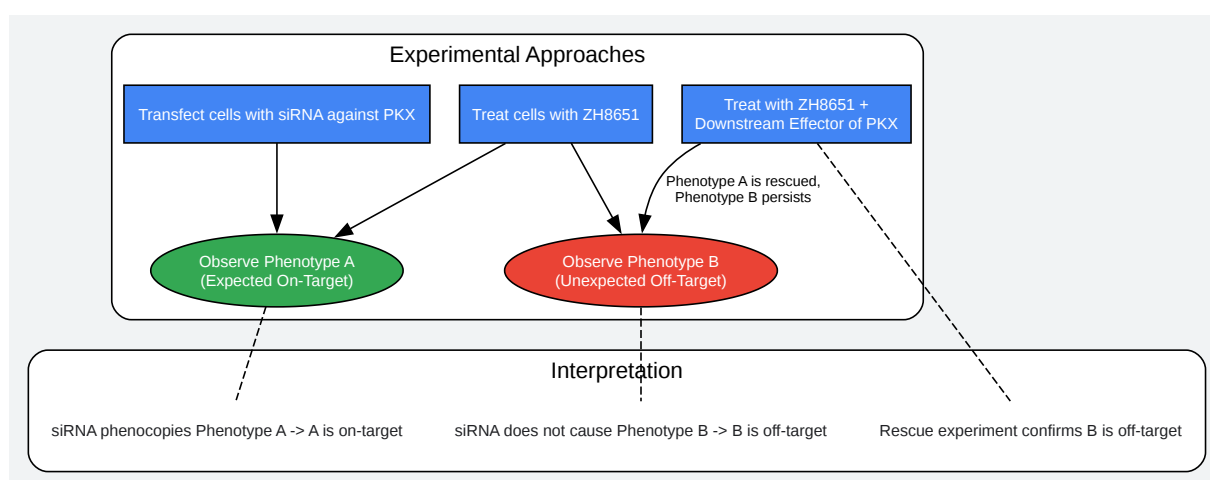 Experimental Approaches
Transfect cells with siRNA against PKX
Treat cells with ZH8651
Treat with ZH8651 +
Downstream Effector of PKX
Phenotype A is rescued,
Phenotype B persists
Observe Phenotype A
(Expected On-Target)
Observe Phenotype B
(Unexpected Off-Target)
Interpretation
siRNA phenocopies Phenotype A -> A is on-target
siRNA does not cause Phenotype B -> B is off-target
Rescue experiment confirms B is off-target